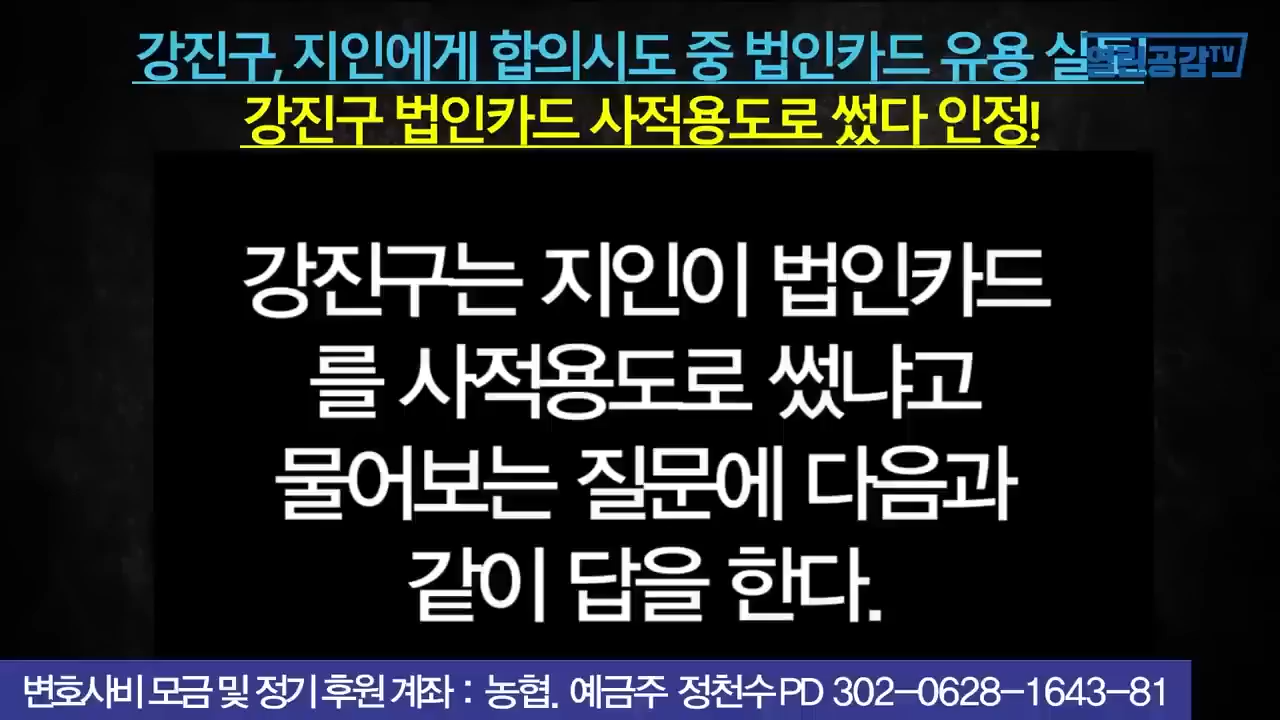 강진구, 지인에게 합의시도 중 법인카드 유용 실토!
열린공감TV
강진구 법인카드 사적용도로 썼다 인정!
강진구는 지인이 법인카드
를 사적용도로 썼냐고
물어보는 질문에 다음과
같이 답을 한다.
변호사비 모금 및 정기 후원 계좌 : 농협. 예금주 정천수PD 302-0628-1643-81